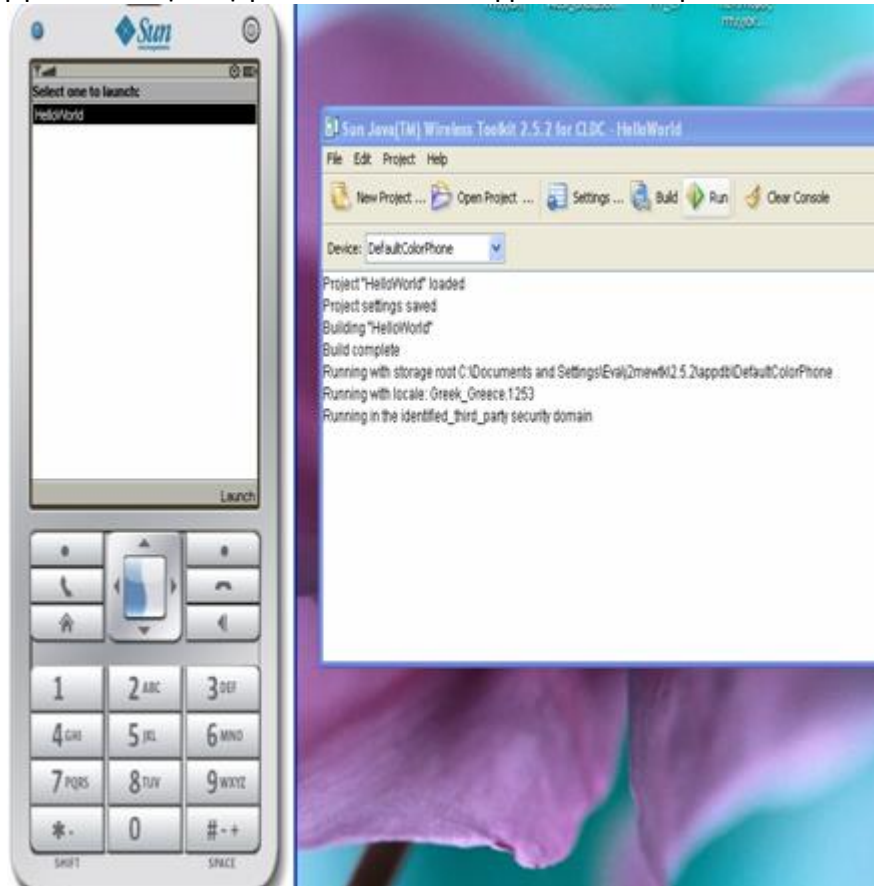 Sun
microsystems
Select one to launch:
HelloWorld
Launch
1
2 ABC
3 DEF
4 GHI
5 JKL
6 MNO
7 PQRS
8 TUV
9 WXYZ
* .
0
# - +
SHIFT
SPACE
Sun Java(TM) Wireless Toolkit 2.5.2 for CLDC - HelloWorld
File Edit Project Help
New Project ... Open Project ... Settings ... Build Run Clear Console
Device: DefaultColorPhone
Project "HelloWorld" loaded
Project settings saved
Building "HelloWorld"
Build complete
Running with storage root C:\Documents and Settings\Eva\j2mewtk\2.5.2\appdb\DefaultColorPhone
Running with locale: Greek_Greece.1253
Running in the identified_third_party security domain